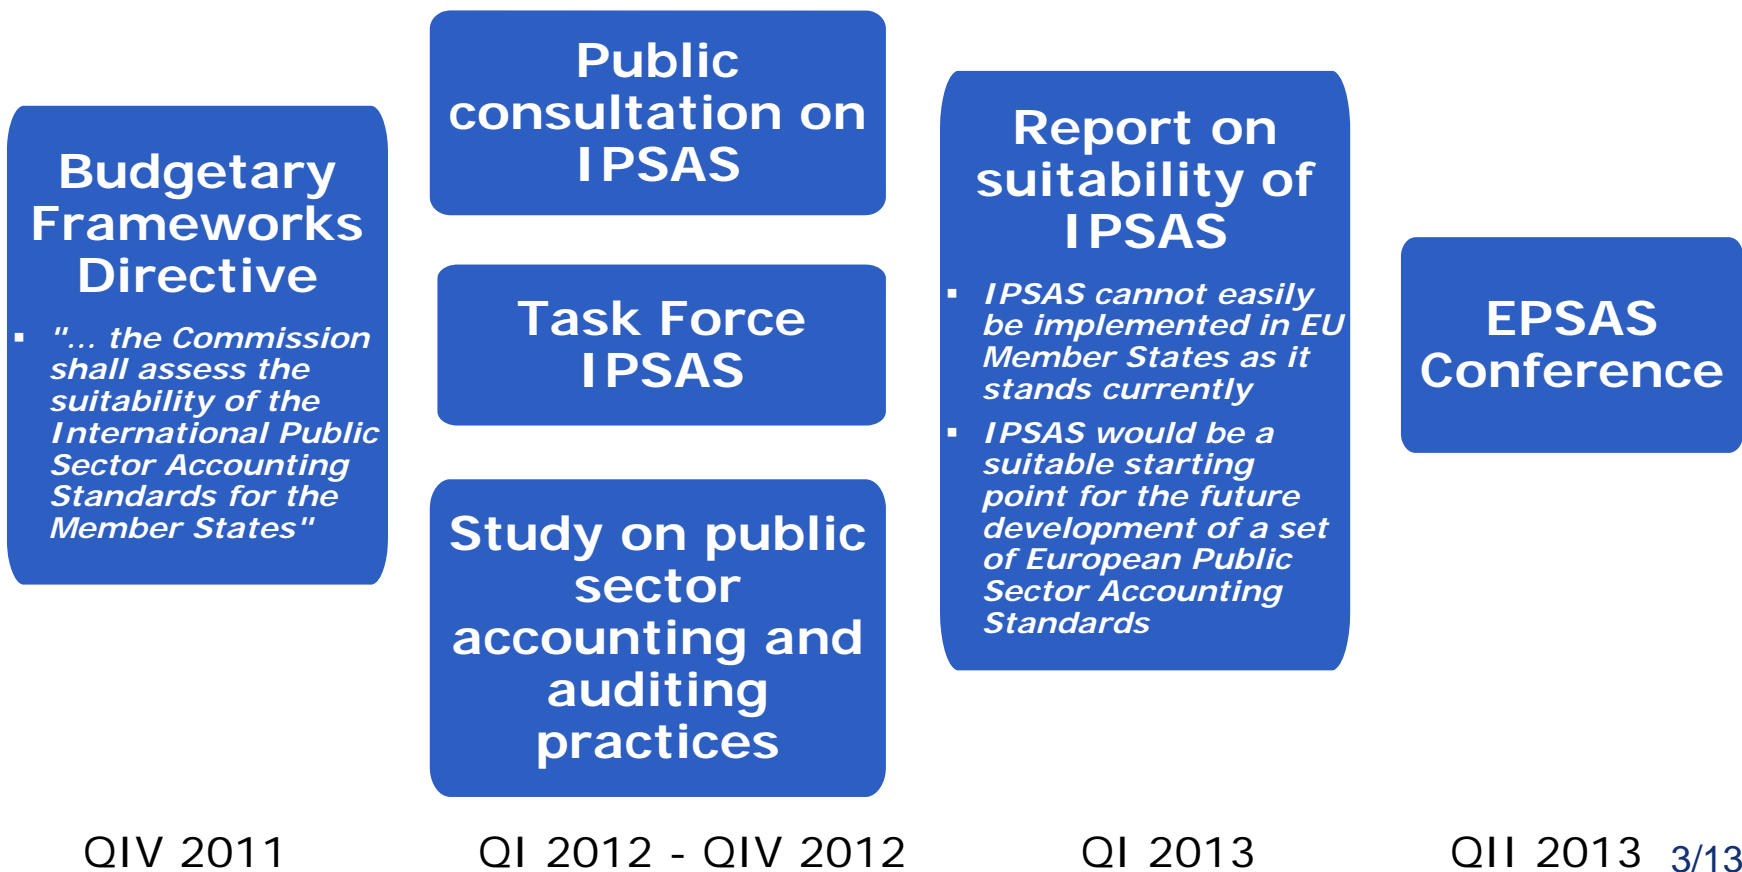 Budgetary
Frameworks
Directive
▪ "... the Commission
shall assess the
suitability of the
International Public
Sector Accounting
Standards for the
Member States"
Public
consultation on
IPSAS
Task Force
IPSAS
Study on public
sector
accounting and
auditing
practices
Report on
suitability of
IPSAS
▪ IPSAS cannot easily
be implemented in EU
Member States as it
stands currently
▪ IPSAS would be a
suitable starting
point for the future
development of a set
of European Public
Sector Accounting
Standards
EPSAS
Conference
QIV 2011
QI 2012 - QIV 2012
QI 2013
QII 2013
3/13